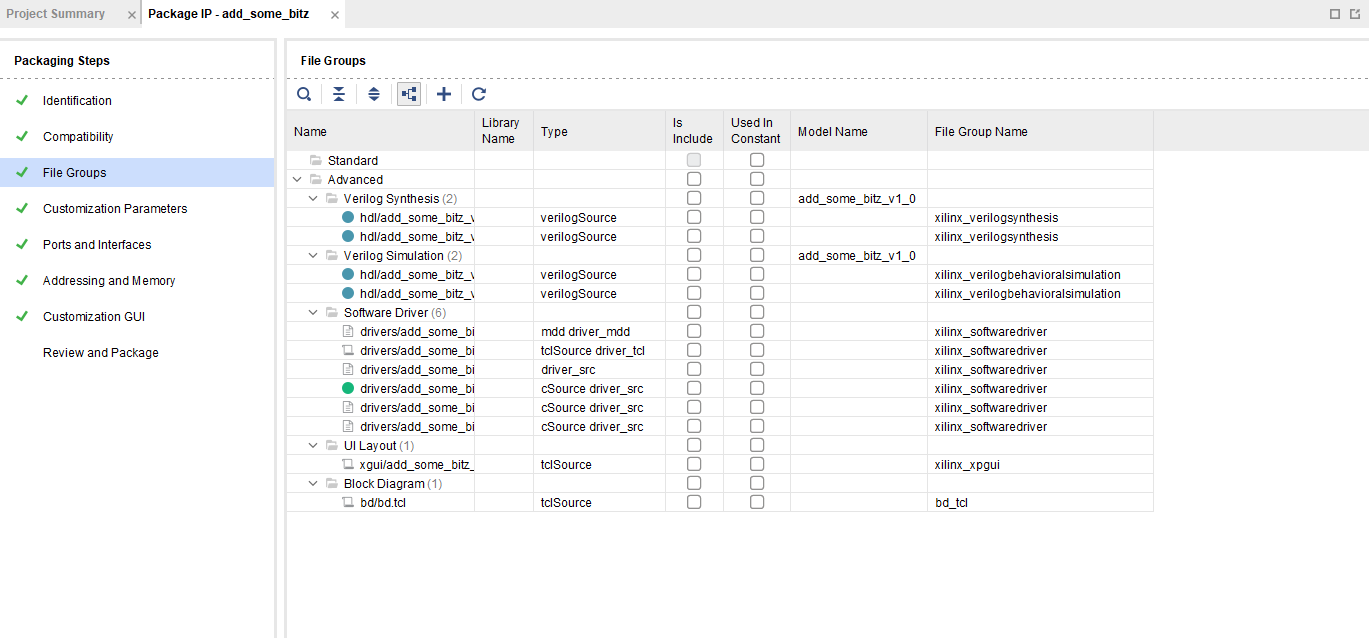 Project Summary
Package IP - add_some_bitz
Packaging Steps
Identification
Compatibility
File Groups
Customization Parameters
Ports and Interfaces
Addressing and Memory
Customization GUI
Review and Package
File Groups
Name Library Name Type Is Include Used In Constant Model Name File Group Name
Standard
Advanced
Verilog Synthesis (2) add_some_bitz_v1_0
hdl/add_some_bitz_v verilogSource xilinx_verilogsynthesis
hdl/add_some_bitz_v verilogSource xilinx_verilogsynthesis
Verilog Simulation (2) add_some_bitz_v1_0
hdl/add_some_bitz_v verilogSource xilinx_verilogbehavioralsimulation
hdl/add_some_bitz_v verilogSource xilinx_verilogbehavioralsimulation
Software Driver (6)
drivers/add_some_bi mdd driver_mdd xilinx_softwaredriver
drivers/add_some_bi tclSource driver_tcl xilinx_softwaredriver
drivers/add_some_bi driver_src xilinx_softwaredriver
drivers/add_some_bi cSource driver_src xilinx_softwaredriver
drivers/add_some_bi cSource driver_src xilinx_softwaredriver
drivers/add_some_bi cSource driver_src xilinx_softwaredriver
UI Layout (1)
xgui/add_some_bitz_ tclSource xilinx_xpgui
Block Diagram (1)
bd/bd.tcl tclSource bd_tcl